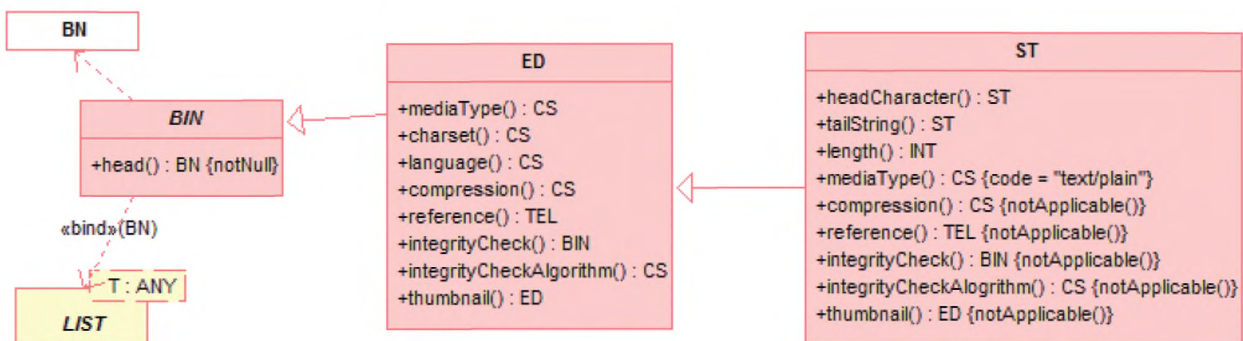 BN
BIN
+head() : BN {notNull}
«bind»(BN)
T : ANY
LIST
ED
+mediaType() : CS
+charset() : CS
+language() : CS
+compression() : CS
+reference() : TEL
+integrityCheck() : BIN
+integrityCheckAlgorithm() : CS
+thumbnail() : ED
ST
+headCharacter() : ST
+tailString() : ST
+length() : INT
+mediaType() : CS {code = "text/plain"}
+compression() : CS {notApplicable()}
+reference() : TEL {notApplicable()}
+integrityCheck() : BIN {notApplicable()}
+integrityCheckAlogrithm() : CS {notApplicable()}
+thumbnail() : ED {notApplicable()}